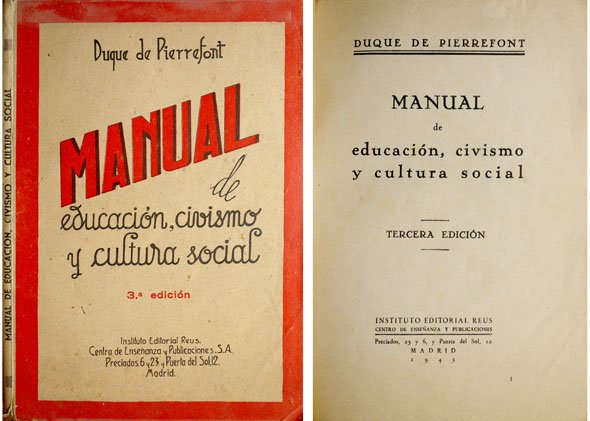 MANUAL DE EDUCACIÓN, CIVISMO Y CULTURA SOCIAL
Duque de Pierrefont
MANUAL
de
educación, civismo
y cultura social
3.ª edición
Instituto Editorial Reus.
Centro de Enseñanza y Publicaciones. S.A.
Preciados, 6 y 23 y Puerta del Sol, 12.
Madrid.
DUQUE DE PIERREFONT
MANUAL
de
educación, civismo
y cultura social
TERCERA EDICIÓN
INSTITUTO EDITORIAL REUS
CENTRO DE ENSEÑANZA Y PUBLICACIONES
Preciados, 23 y 6, y Puerta del Sol, 12
MADRID
1945
1